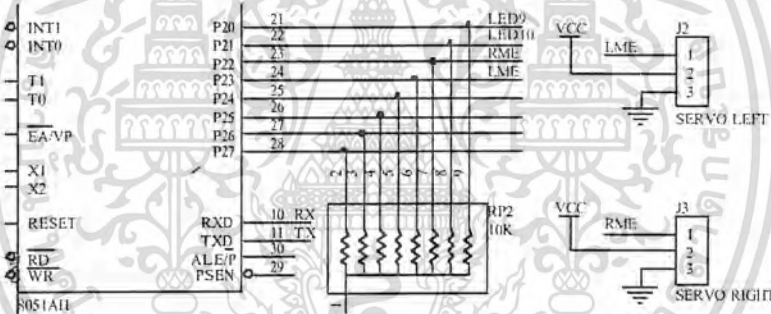 INT1
INT0
T1
T0
EA/VP
X1
X2
RESET
RD
WR
8051AH
P20
P21
P22
P23
P24
P25
P26
P27
RXD
TXD
ALE/P
PSEN
21
22
23
24
25
26
27
28
10 RX
11 TX
30
29
LED9
LED10
RME
LME
2 3 4 5 6 7 8 9
RP2
10K
1
VCC
LME
J2
1
2
3
SERVO LEFT
VCC
RME
J3
1
2
3
SERVO RIGHT